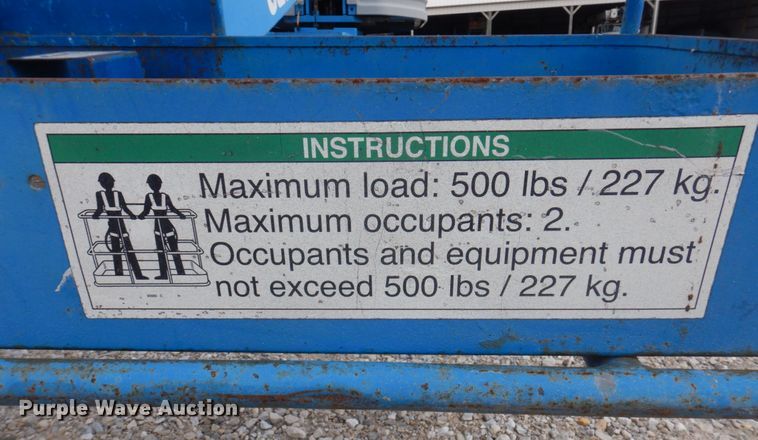 INSTRUCTIONS
Maximum load: 500 lbs / 227 kg.
Maximum occupants: 2.
Occupants and equipment must
not exceed 500 lbs / 227 kg.
Purple Wave Auction